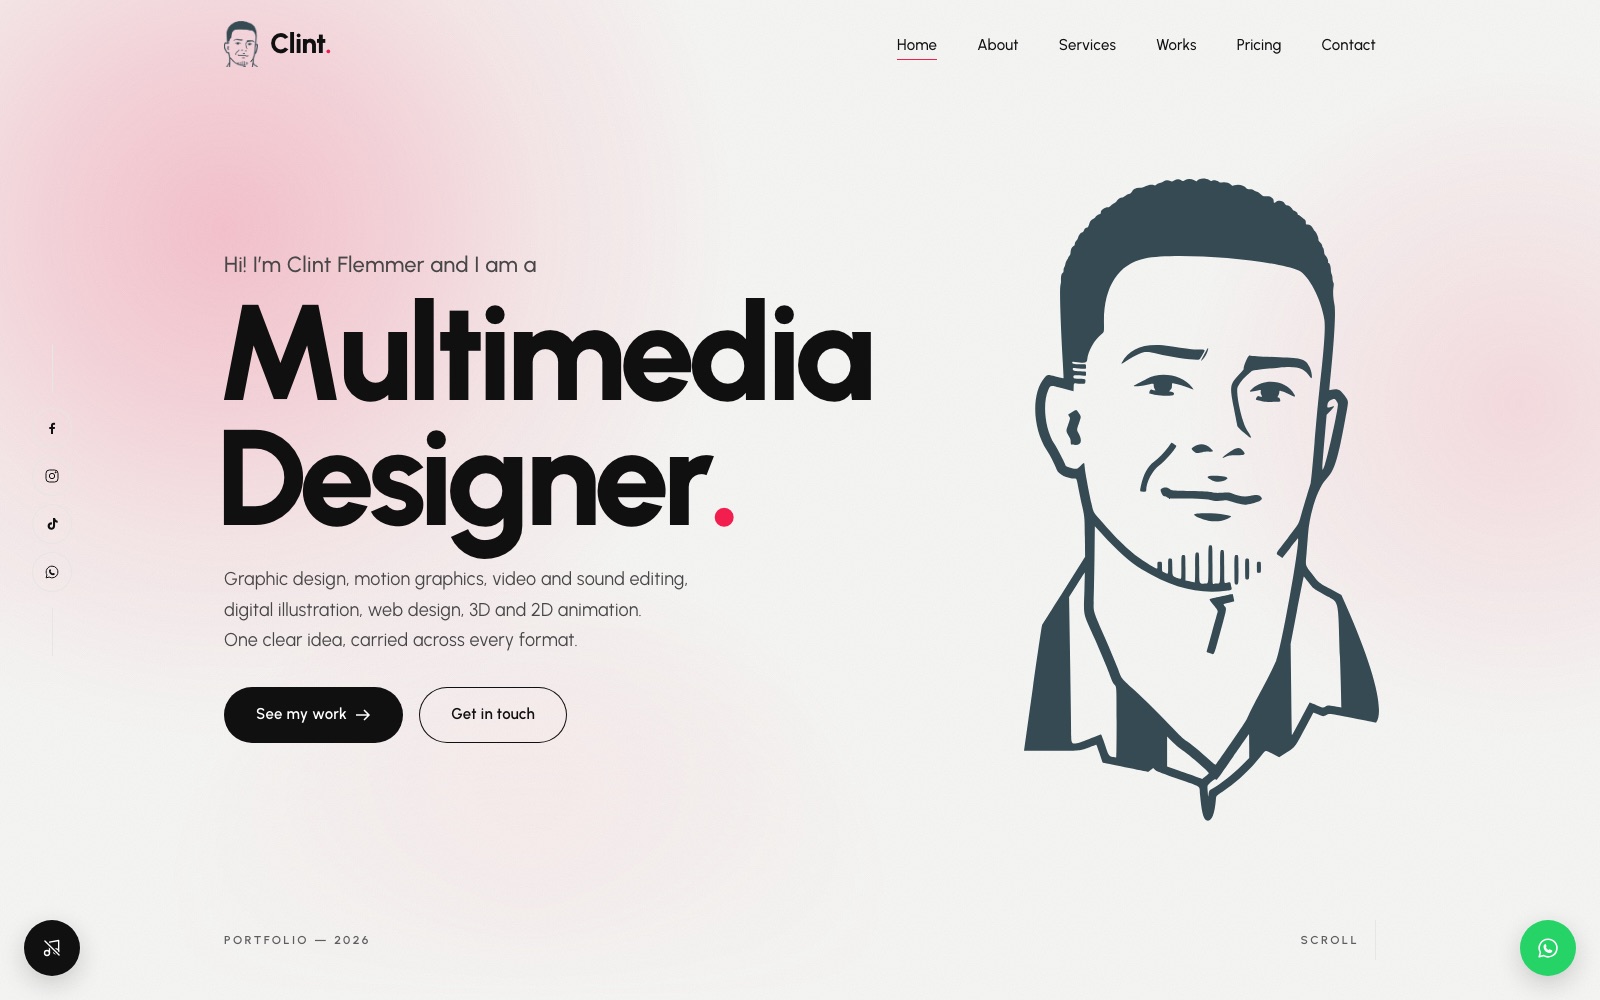 Clint.
Home
About
Services
Works
Pricing
Contact
Hi! I’m Clint Flemmer and I am a
Multimedia
Designer.
Graphic design, motion graphics, video and sound editing,
digital illustration, web design, 3D and 2D animation.
One clear idea, carried across every format.
See my work →
Get in touch
PORTFOLIO — 2026
SCROLL